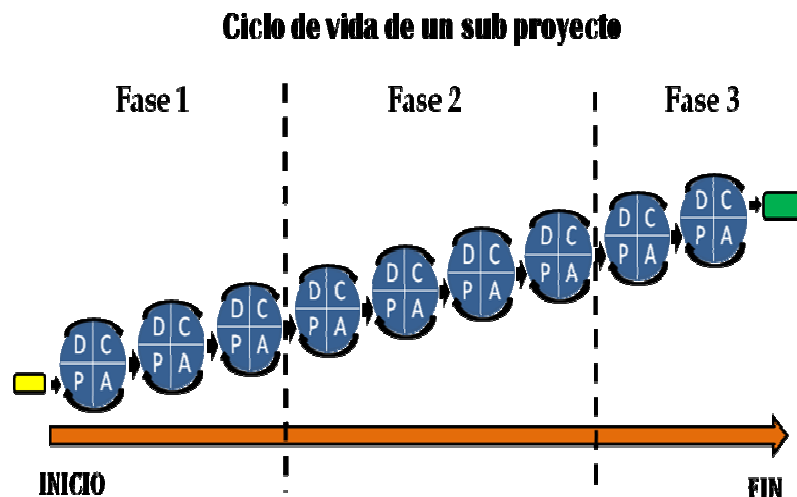 Ciclo de vida de un sub proyecto
Fase 1
Fase 2
Fase 3
D C
P A
D C
P A
D C
P A
D C
P A
D C
P A
D C
P A
D C
P A
D C
P A
D C
P A
INICIO
FIN